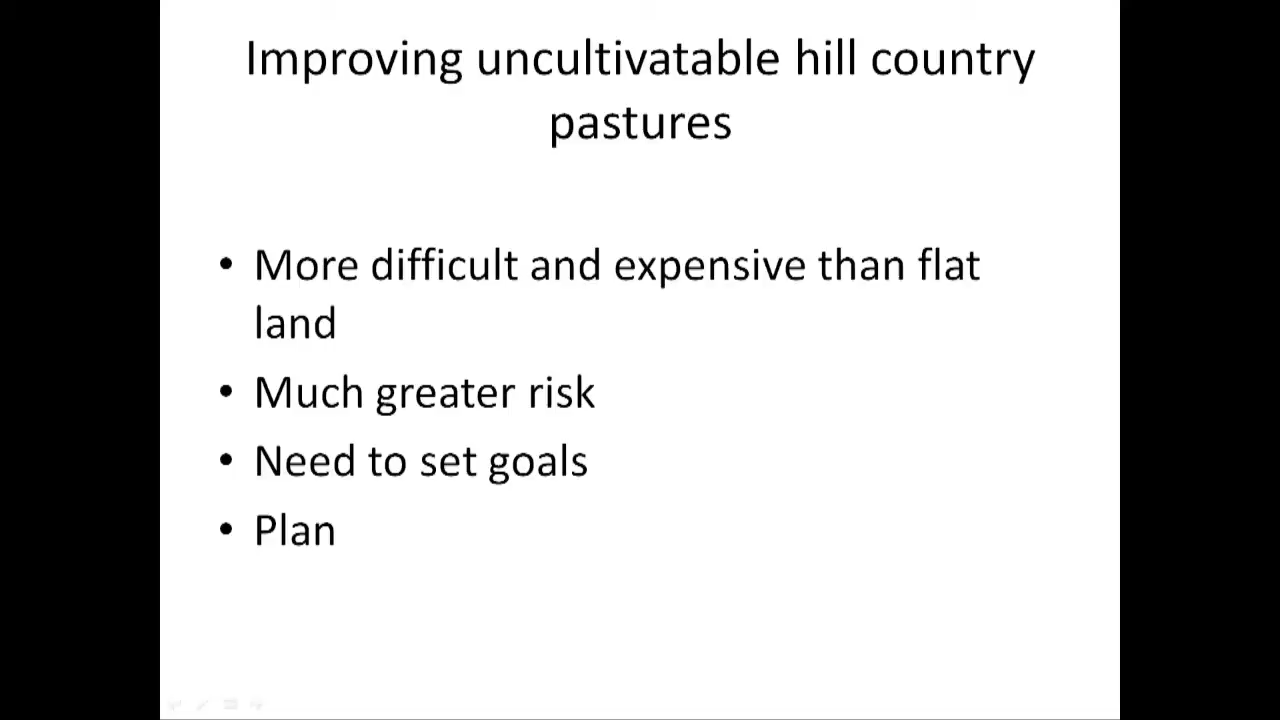 Improving uncultivatable hill country
pastures
• More difficult and expensive than flat
land
• Much greater risk
• Need to set goals
• Plan